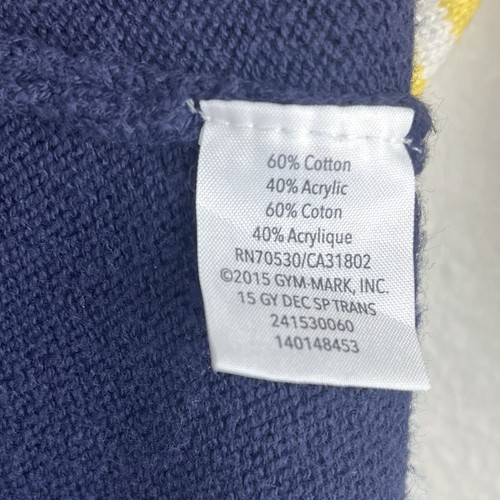 60% Cotton
40% Acrylic
60% Coton
40% Acrylique
RN70530/CA31802
©2015 GYM-MARK, INC.
15 GY DEC SP TRANS
241530060
140148453